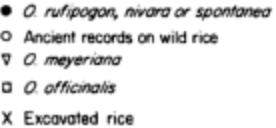 O. rufipogon, nivara or spontanea
Ancient records on wild rice
O. meyeriana
O. officinalis
X Excavated rice